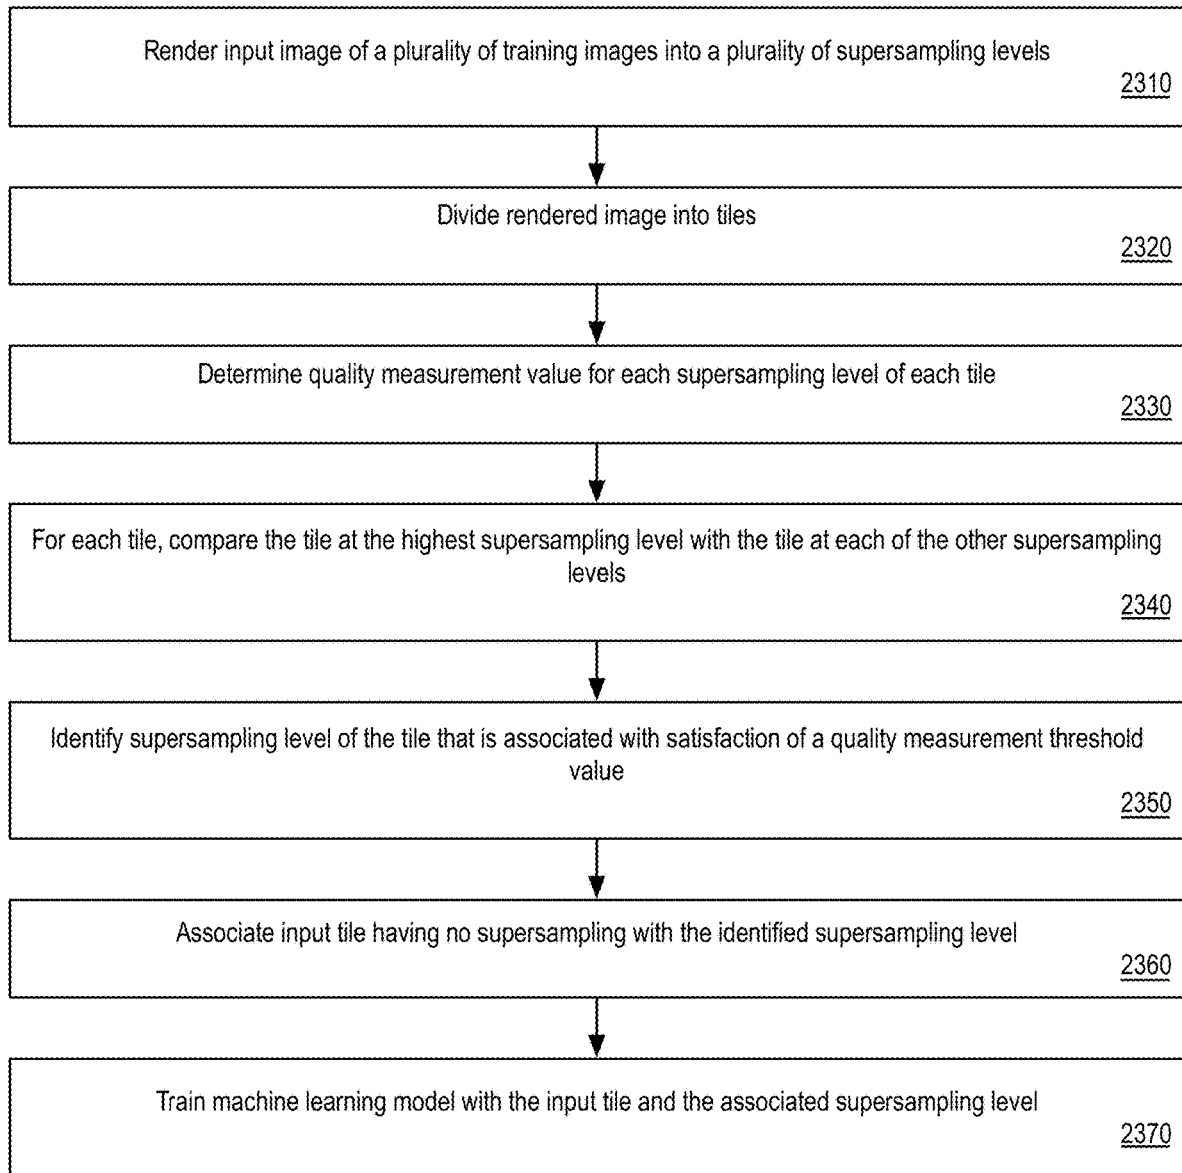 Render input image of a plurality of training images into a plurality of supersampling levels
2310
Divide rendered image into tiles
2320
Determine quality measurement value for each supersampling level of each tile
2330
For each tile, compare the tile at the highest supersampling level with the tile at each of the other supersampling
levels
2340
Identify supersampling level of the tile that is associated with satisfaction of a quality measurement threshold
value
2350
Associate input tile having no supersampling with the identified supersampling level
2360
Train machine learning model with the input tile and the associated supersampling level
2370